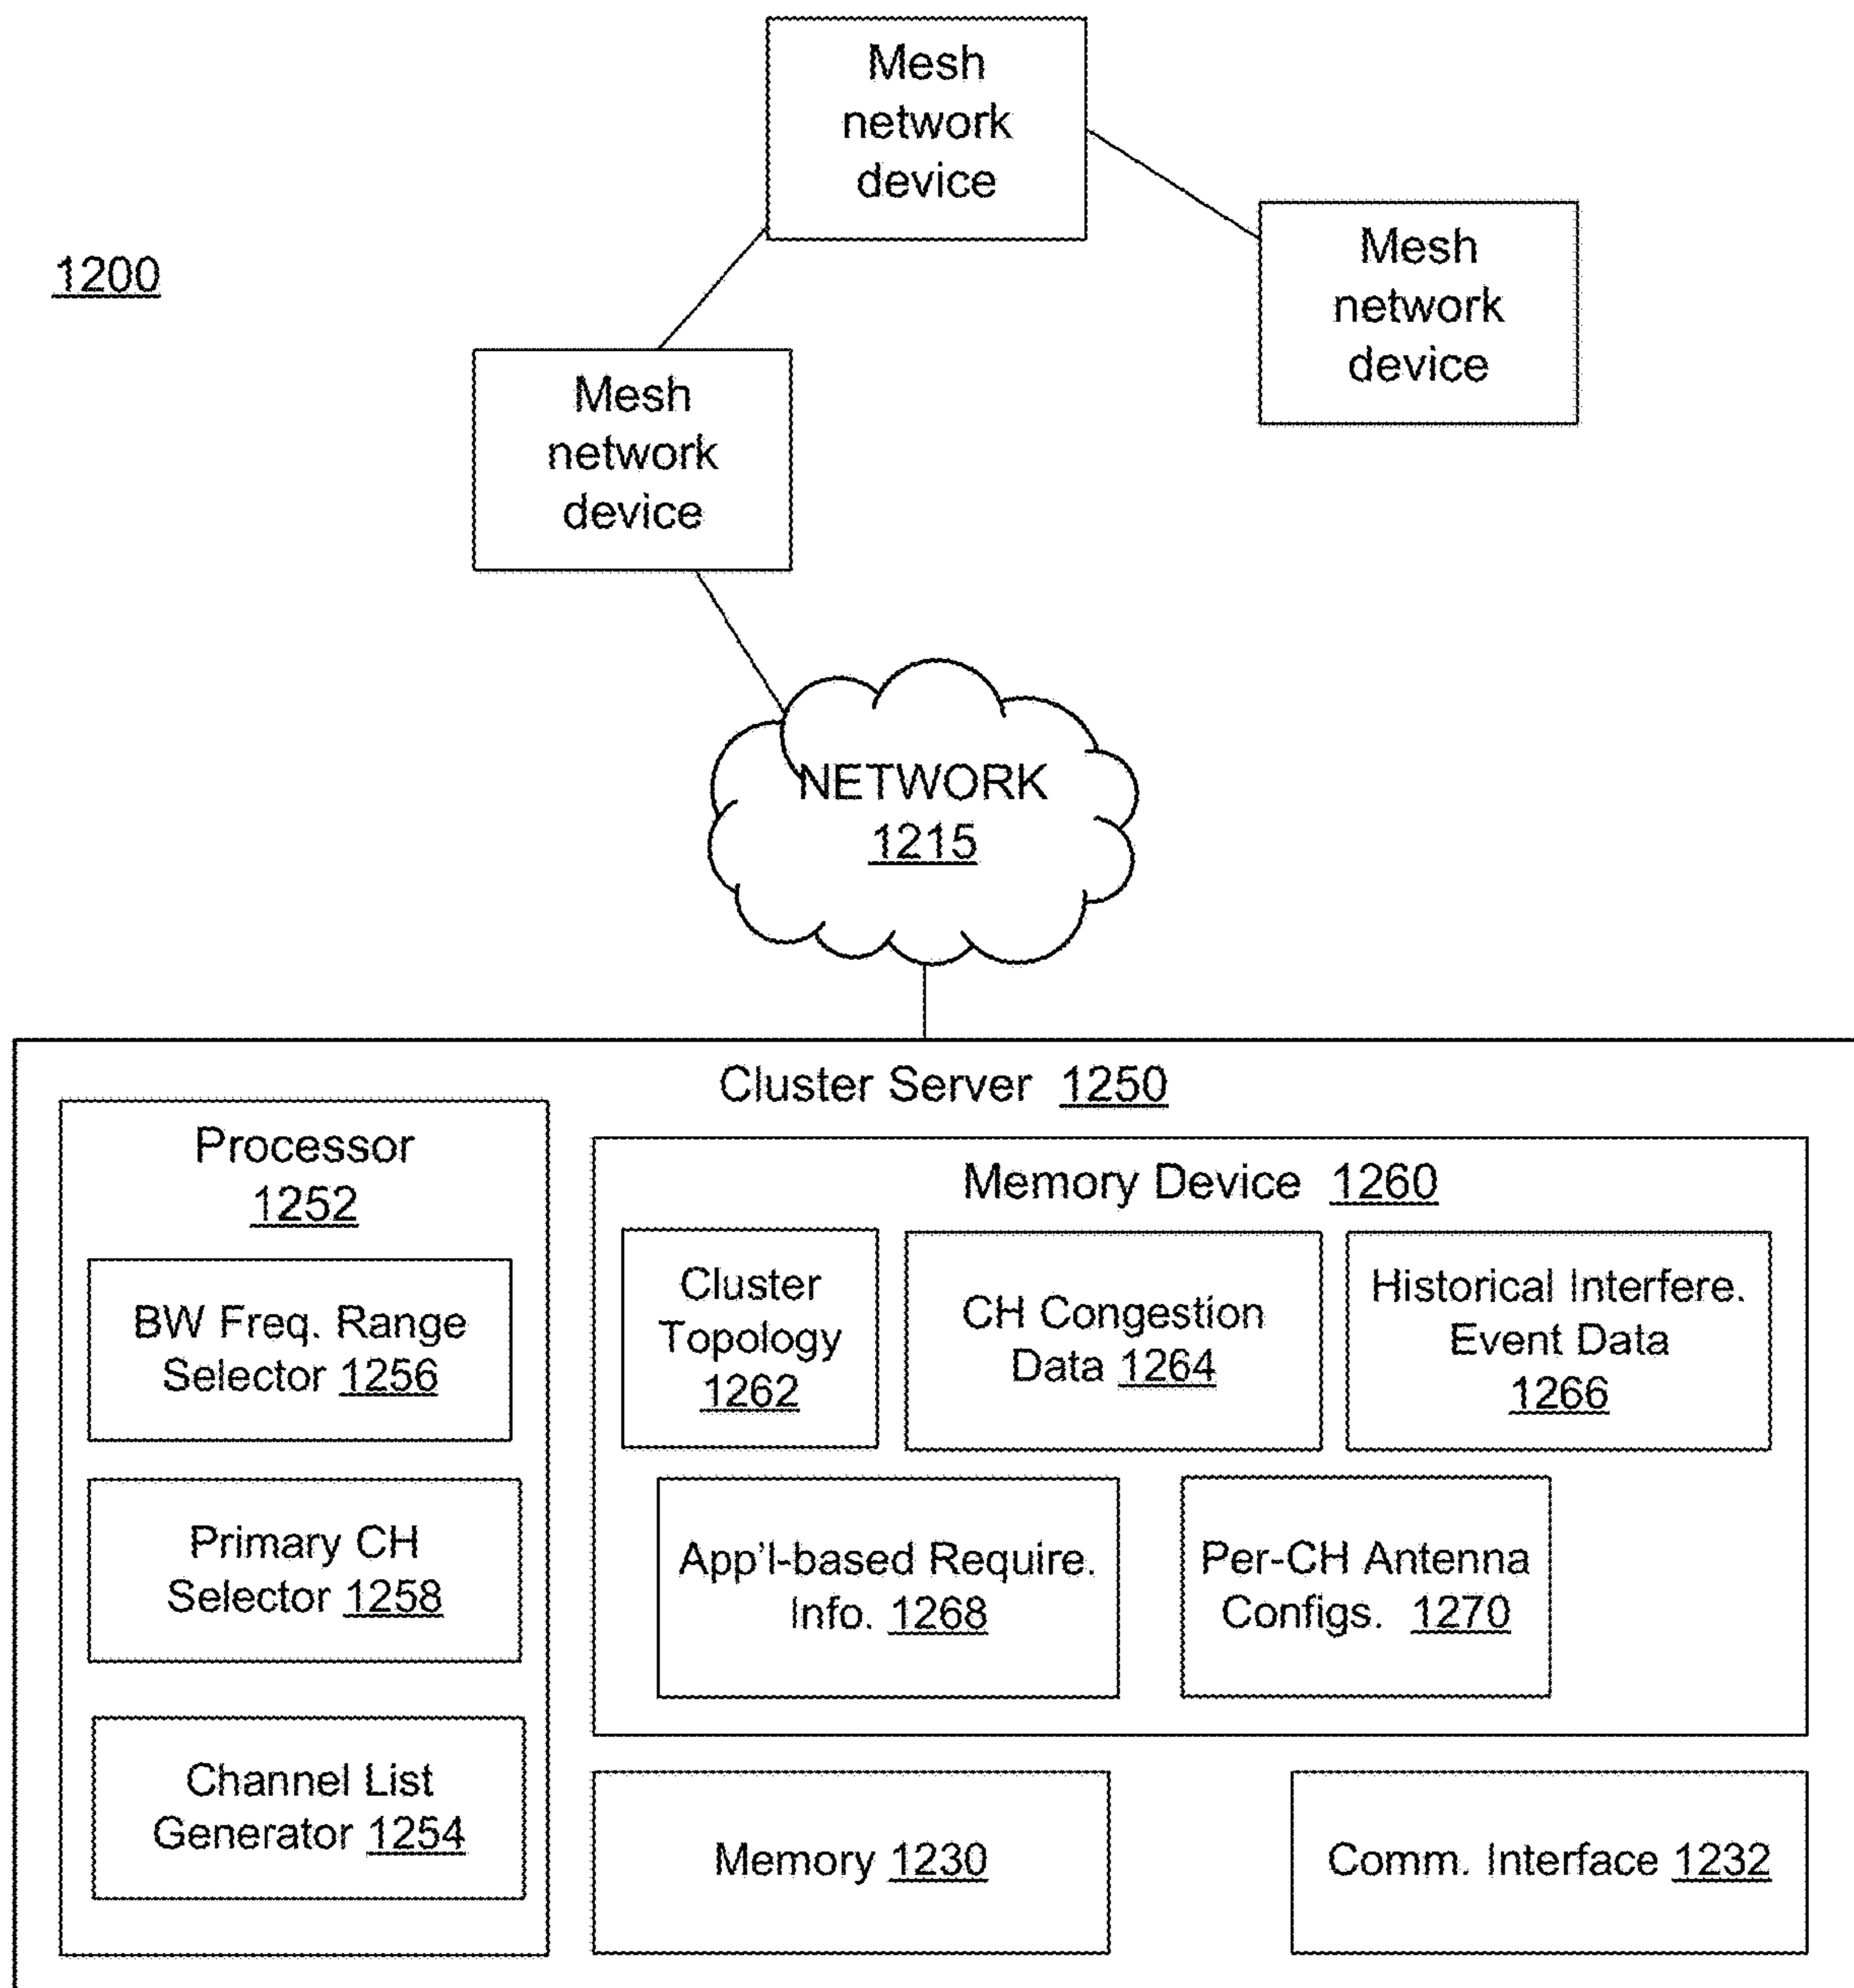 Mesh
network
device
1200
Mesh
network
device
Mesh
network
device
NETWORK
1215
Cluster Server 1250
Processor
1252
BW Freq. Range
Selector 1256
Primary CH
Selector 1258
Channel List
Generator 1254
Memory Device 1260
Cluster
Topology
1262
CH Congestion
Data 1264
Historical Interfere.
Event Data
1266
App'l-based Require.
Info. 1268
Per-CH Antenna
Configs. 1270
Memory 1230
Comm. Interface 1232